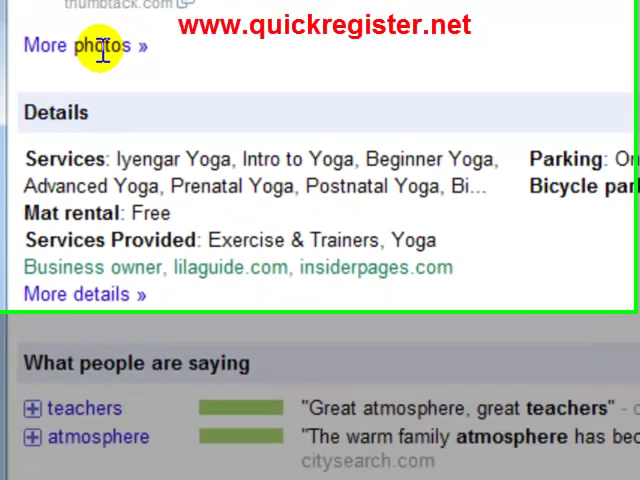 thumbtack.com
www.quickregister.net
More photos »
Details
Services: Iyengar Yoga, Intro to Yoga, Beginner Yoga,
Advanced Yoga, Prenatal Yoga, Postnatal Yoga, Bi...
Mat rental: Free
Services Provided: Exercise & Trainers, Yoga
Business owner, lilaguide.com, insiderpages.com
More details »
Parking: On
Bicycle par
What people are saying
teachers "Great atmosphere, great teachers" - c
atmosphere "The warm family atmosphere has bec
citysearch.com